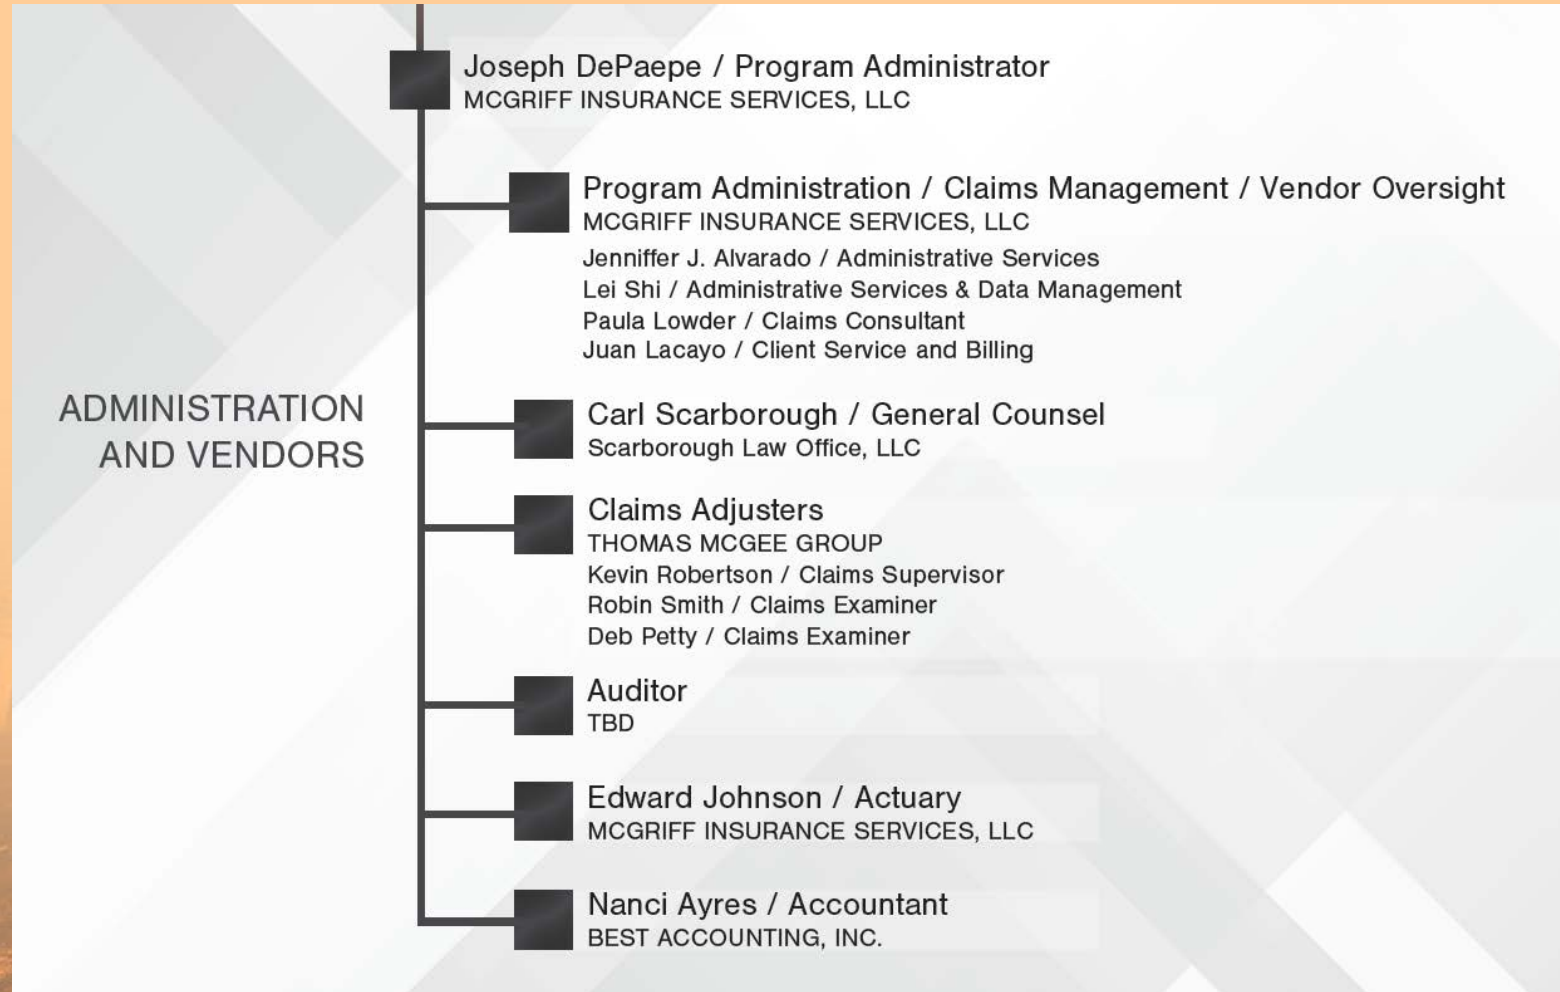 Joseph DePaepe / Program Administrator
MCGRIFF INSURANCE SERVICES, LLC
Program Administration / Claims Management / Vendor Oversight
MCGRIFF INSURANCE SERVICES, LLC
Jenniffer J. Alvarado / Administrative Services
Lei Shi / Administrative Services & Data Management
Paula Lowder / Claims Consultant
Juan Lacayo / Client Service and Billing
ADMINISTRATION
AND VENDORS
Carl Scarborough / General Counsel
Scarborough Law Office, LLC
Claims Adjusters
THOMAS MCGEE GROUP
Kevin Robertson / Claims Supervisor
Robin Smith / Claims Examiner
Deb Petty / Claims Examiner
Auditor
TBD
Edward Johnson / Actuary
MCGRIFF INSURANCE SERVICES, LLC
Nanci Ayres / Accountant
BEST ACCOUNTING, INC.